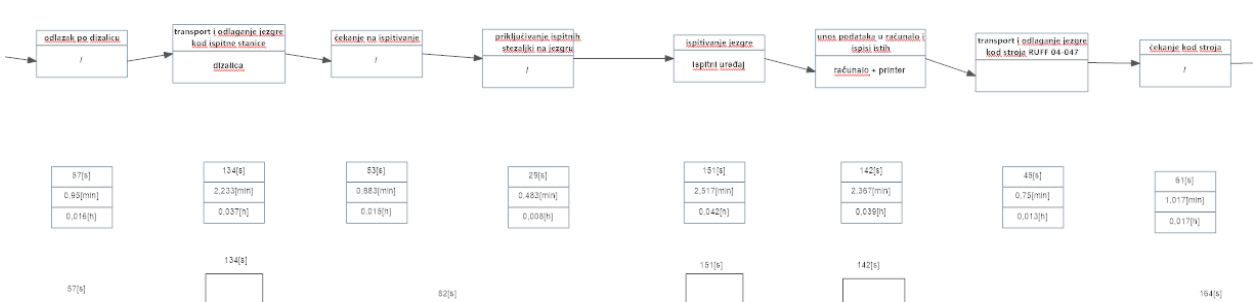 odlazak po dizalicu
/
transport i odlaganje jezgre
kod ispitne stanice
dizalica
čekanje na ispitivanje
/
priključivanje ispitnih
stezaljki na jezgru
/
ispitivanje jezgre
Ispitni uređaj
unos podataka u računalo i
ispisi istih
računalo + printer
transport i odlaganje jezgre
kod stroja RUFF 04-047
čekanje kod stroja
/
57[s]
0,95[min]
0,016[h]
134[s]
2,233[min]
0,037[h]
53[s]
0,883[min]
0,015[h]
29[s]
0,483[min]
0,008[h]
151[s]
2,517[min]
0,042[h]
142[s]
2,367[min]
0,039[h]
45[s]
0,75[min]
0,013[h]
61[s]
1,017[min]
0,017[h]
57[s]
134[s]
82[s]
151[s]
142[s]
164[s]